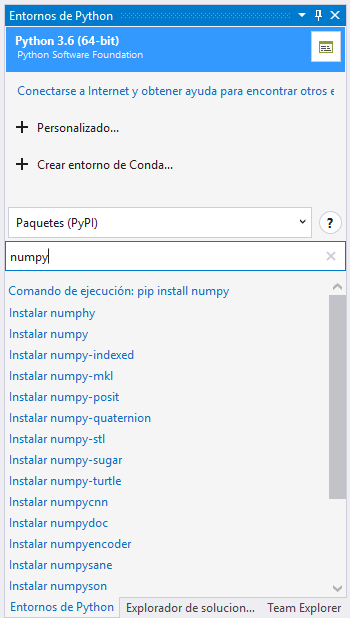 Entornos de Python
Python 3.6 (64-bit)
Python Software Foundation
Conectarse a Internet y obtener ayuda para encontrar otros e
Personalizado...
Crear entorno de Conda...
Paquetes (PyPI)
?
numpy
Comando de ejecución: pip install numpy
Instalar numphy
Instalar numpy
Instalar numpy-indexed
Instalar numpy-mkl
Instalar numpy-posit
Instalar numpy-quaternion
Instalar numpy-stl
Instalar numpy-sugar
Instalar numpy-turtle
Instalar numpycnn
Instalar numpydoc
Instalar numpyencoder
Instalar numpysane
Instalar numpyson
Entornos de Python Explorador de solucion... Team Explorer